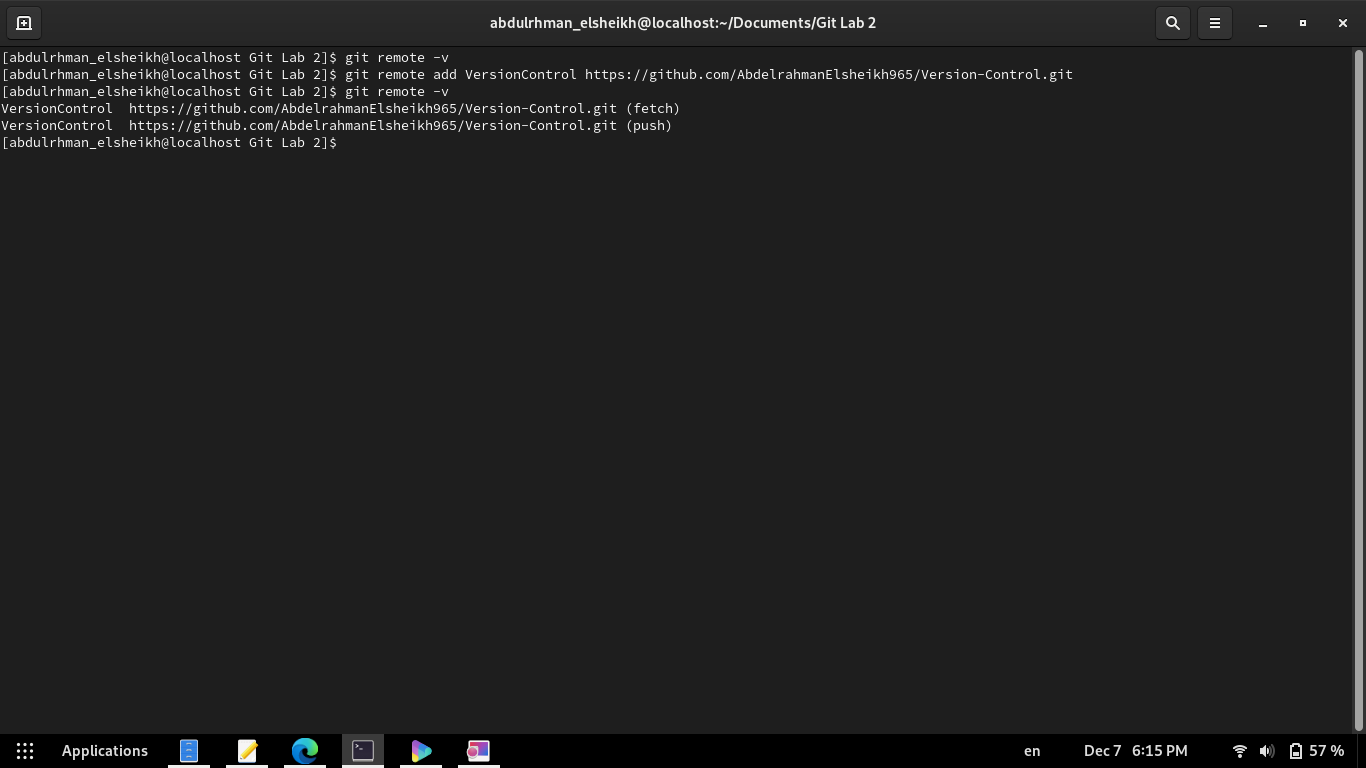 abdulrhman_elsheikh@localhost:~/Documents/Git Lab 2
[abdulrhman_elsheikh@localhost Git Lab 2]$ git remote -v
[abdulrhman_elsheikh@localhost Git Lab 2]$ git remote add VersionControl https://github.com/AbdelrahmanElsheikh965/Version-Control.git
[abdulrhman_elsheikh@localhost Git Lab 2]$ git remote -v
VersionControl  https://github.com/AbdelrahmanElsheikh965/Version-Control.git (fetch)
VersionControl  https://github.com/AbdelrahmanElsheikh965/Version-Control.git (push)
[abdulrhman_elsheikh@localhost Git Lab 2]$
Applications en Dec 7 6:15 PM 57 %